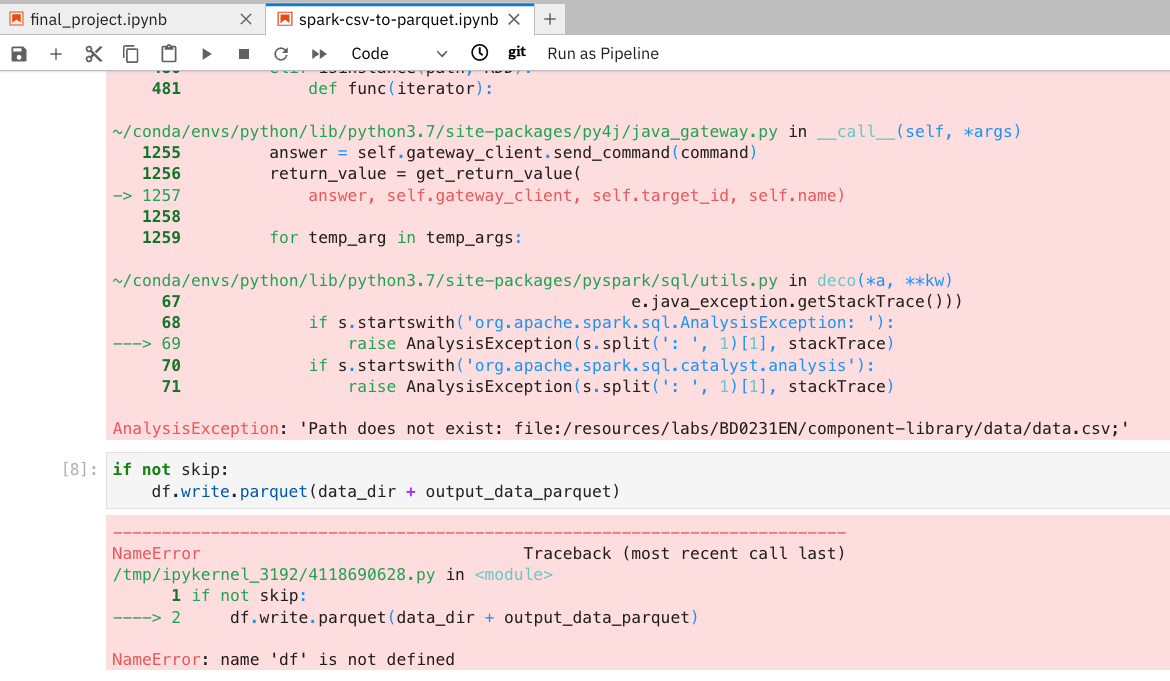 final_project.ipynb
spark-csv-to-parquet.ipynb
Code
git
Run as Pipeline
481 def func(iterator):
~/conda/envs/python/lib/python3.7/site-packages/py4j/java_gateway.py in __call__(self, *args)
1255 answer = self.gateway_client.send_command(command)
1256 return_value = get_return_value(
-> 1257 answer, self.gateway_client, self.target_id, self.name)
1258
1259 for temp_arg in temp_args:
~/conda/envs/python/lib/python3.7/site-packages/pyspark/sql/utils.py in deco(*a, **kw)
67 e.java_exception.getStackTrace()))
68 if s.startswith('org.apache.spark.sql.AnalysisException: '):
---> 69 raise AnalysisException(s.split(': ', 1)[1], stackTrace)
70 if s.startswith('org.apache.spark.sql.catalyst.analysis'):
71 raise AnalysisException(s.split(': ', 1)[1], stackTrace)
AnalysisException: 'Path does not exist: file:/resources/labs/BD0231EN/component-library/data/data.csv;'
[8]: if not skip:
df.write.parquet(data_dir + output_data_parquet)
---------------------------------------------------------------------------
NameError Traceback (most recent call last)
/tmp/ipykernel_3192/4118690628.py in <module>
1 if not skip:
----> 2 df.write.parquet(data_dir + output_data_parquet)
NameError: name 'df' is not defined